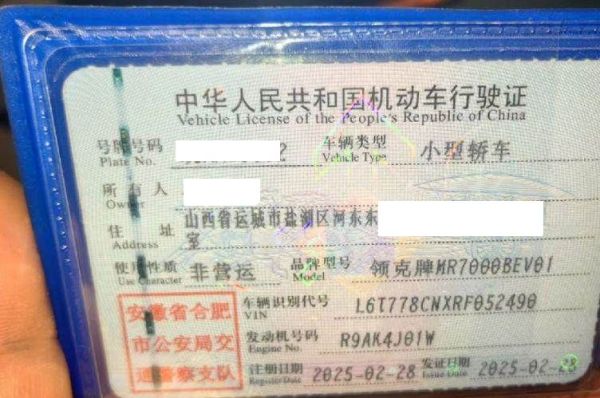 中华人民共和国机动车行驶证
Vehicle License of the People's Republic of China
号牌号码 2 车辆类型 小型轿车
Plate No. Vehicle Type
所有人
Owner
住址 山西省运城市盐湖区河东东
Address 室
使用性质 非营运 品牌型号 领克牌MR7000BEV01
Use Character Model
安徽省合肥 车辆识别代号 L6T778CNXRF052490
VIN
市公安局交 发动机号码 R9AK4J01W
Engine No.
通警察支队 注册日期 2025-02-28 发证日期 2025-02-28
Register Date Issue Date